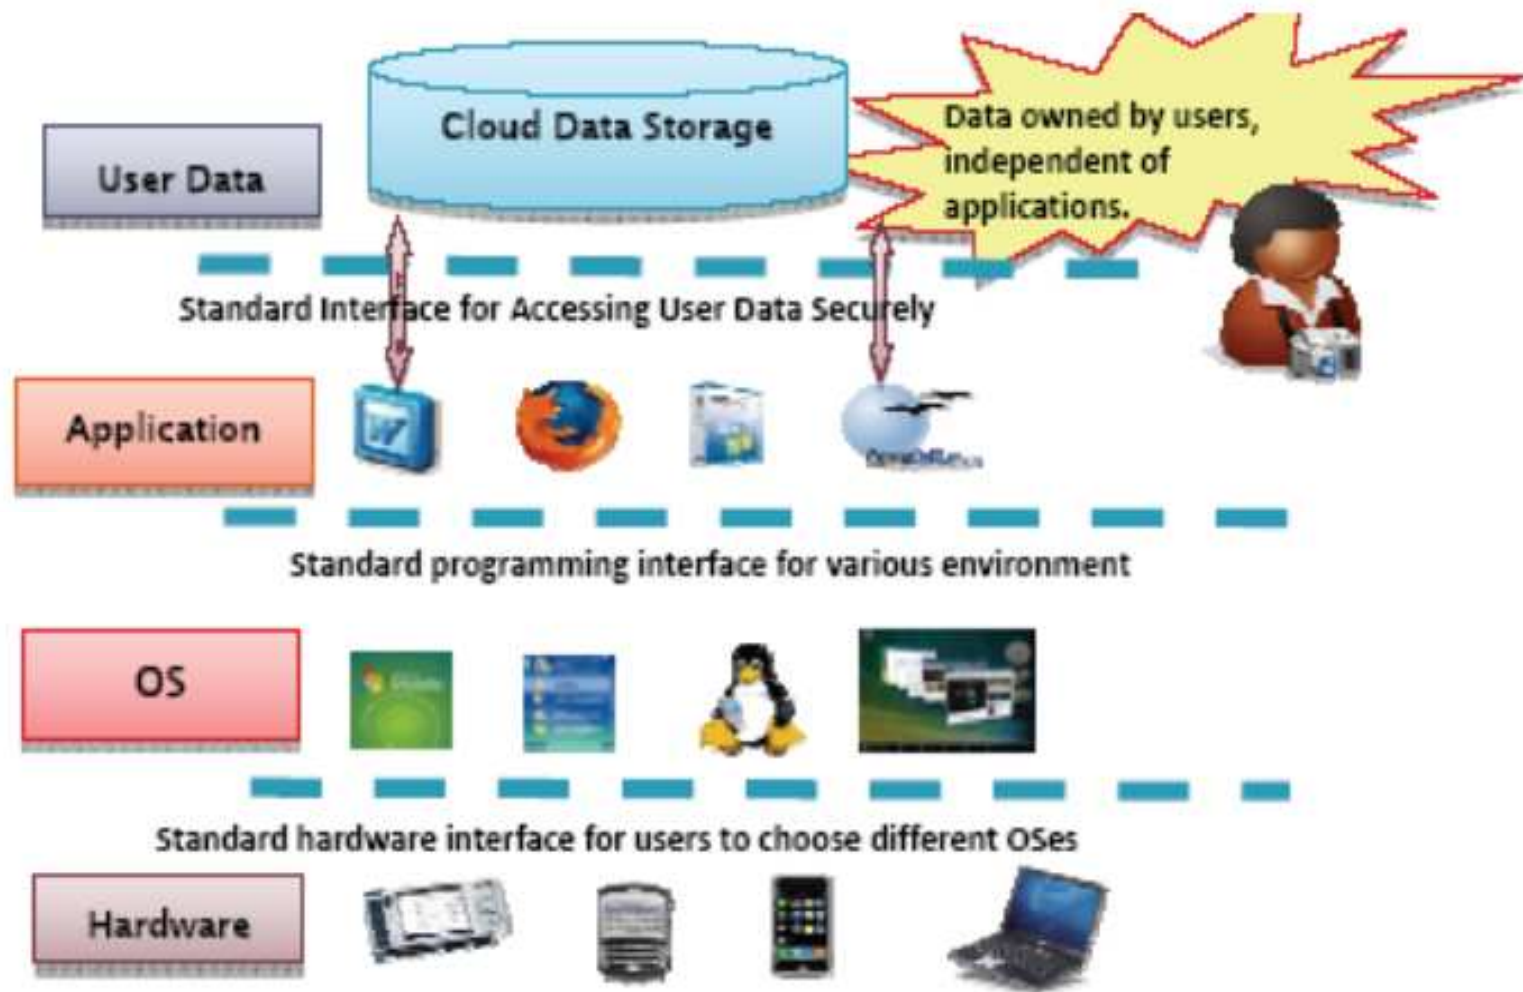 Cloud Data Storage
Data owned by users,
independent of
applications.
User Data
Standard Interface for Accessing User Data Securely
Application
W
Standard programming interface for various environment
OS
Standard hardware interface for users to choose different OSes
Hardware